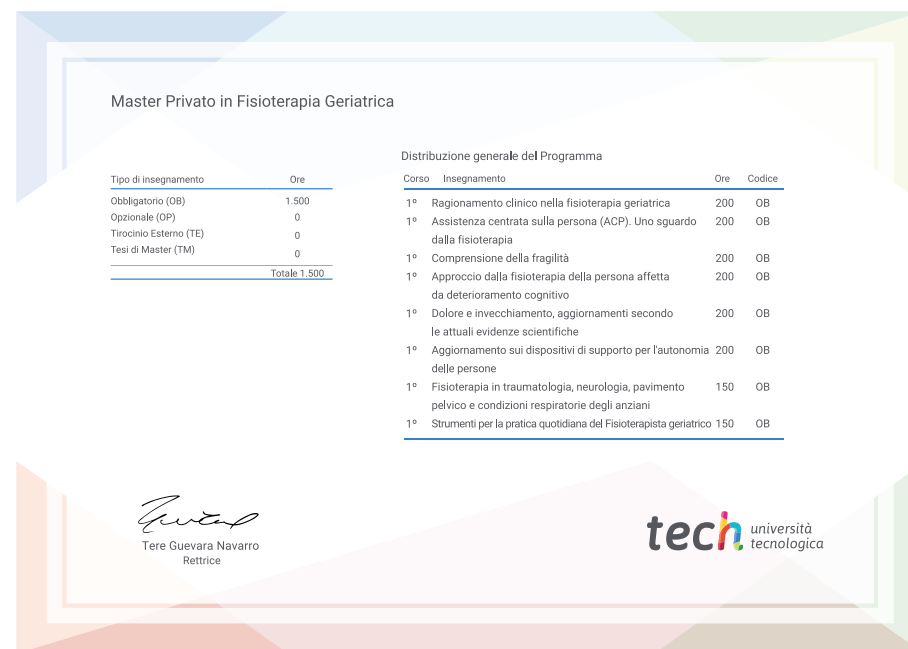 Master Privato in Fisioterapia Geriatrica
Tipo di insegnamento Ore
Obbligatorio (OB) 1.500
Opzionale (OP) 0
Tirocinio Esterno (TE) 0
Tesi di Master (TM) 0
Totale 1.500
Distribuzione generale del Programma
Corso Insegnamento Ore Codice
1º Ragionamento clinico nella fisioterapia geriatrica 200 OB
1º Assistenza centrata sulla persona (ACP). Uno sguardo 200 OB
dalla fisioterapia
1º Comprensione della fragilità 200 OB
1º Approccio dalla fisioterapia della persona affetta 200 OB
da deterioramento cognitivo
1º Dolore e invecchiamento, aggiornamenti secondo 200 OB
le attuali evidenze scientifiche
1º Aggiornamento sui dispositivi di supporto per l'autonomia 200 OB
delle persone
1º Fisioterapia in traumatologia, neurologia, pavimento 150 OB
pelvico e condizioni respiratorie degli anziani
1º Strumenti per la pratica quotidiana del Fisioterapista geriatrico 150 OB
Tere Guevara Navarro
Rettrice
tech università
tecnologica